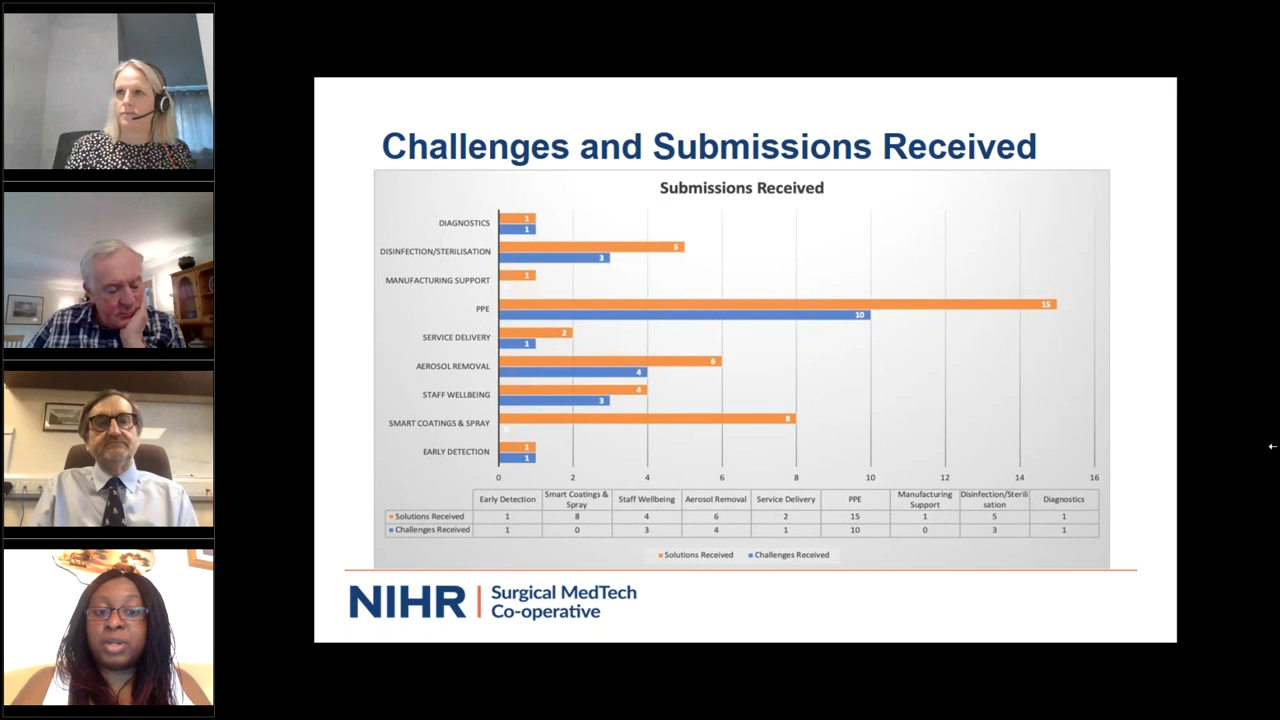 Challenges and Submissions Received
Submissions Received
DIAGNOSTICS 1
1
DISINFECTION/STERILISATION 5
3
MANUFACTURING SUPPORT 1
PPE 15
10
SERVICE DELIVERY 2
1
AEROSOL REMOVAL 6
4
STAFF WELLBEING 4
3
SMART COATINGS & SPRAY 8
EARLY DETECTION 1
1
0 2 4 6 8 10 12 14 16
Early Detection Smart Coatings & Spray Staff Wellbeing Aerosol Removal Service Delivery PPE Manufacturing Support Disinfection/Sterilisation Diagnostics
Solutions Received 1 8 4 6 2 15 1 5 1
Challenges Received 1 0 3 4 1 10 0 3 1
Solutions Received Challenges Received
NIHR Surgical MedTech
Co-operative